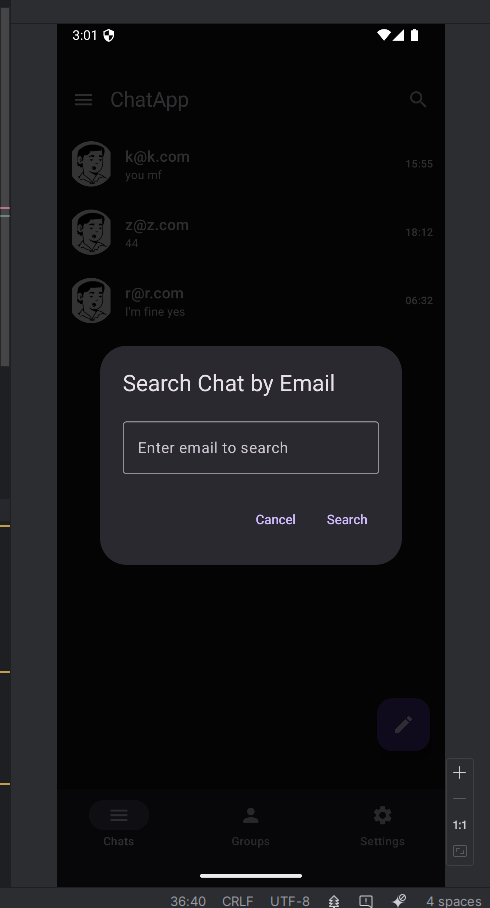 3:01
ChatApp
k@k.com
you mf
15:55
z@z.com
44
18:12
r@r.com
I'm fine yes
06:32
Search Chat by Email
Enter email to search
Cancel Search
Chats Groups Settings
1:1
36:40 CRLF UTF-8 4 spaces